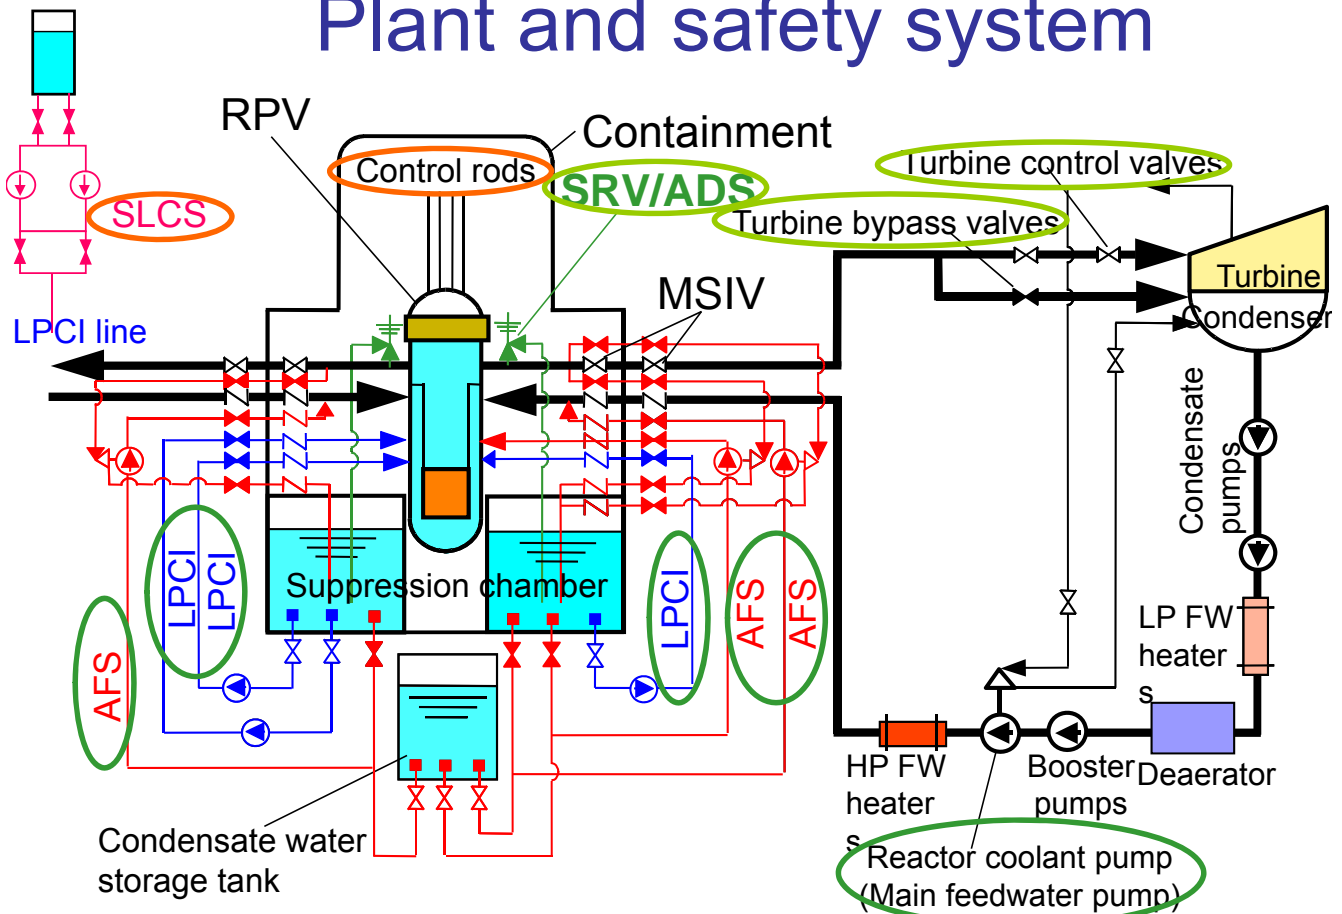 Plant and safety system
RPV
Containment
Control rods
SRV/ADS
Turbine control valves
Turbine bypass valves
SLCS
MSIV
Turbine
Condenser
LPCI line
Condensate
pumps
Suppression chamber
LPCI
LPCI
AFS
LPCI
AFS
AFS
LP FW
heater
s
HP FW
heater
s
Booster
pumps
Deaerator
Condensate water
storage tank
Reactor coolant pump
(Main feedwater pump)